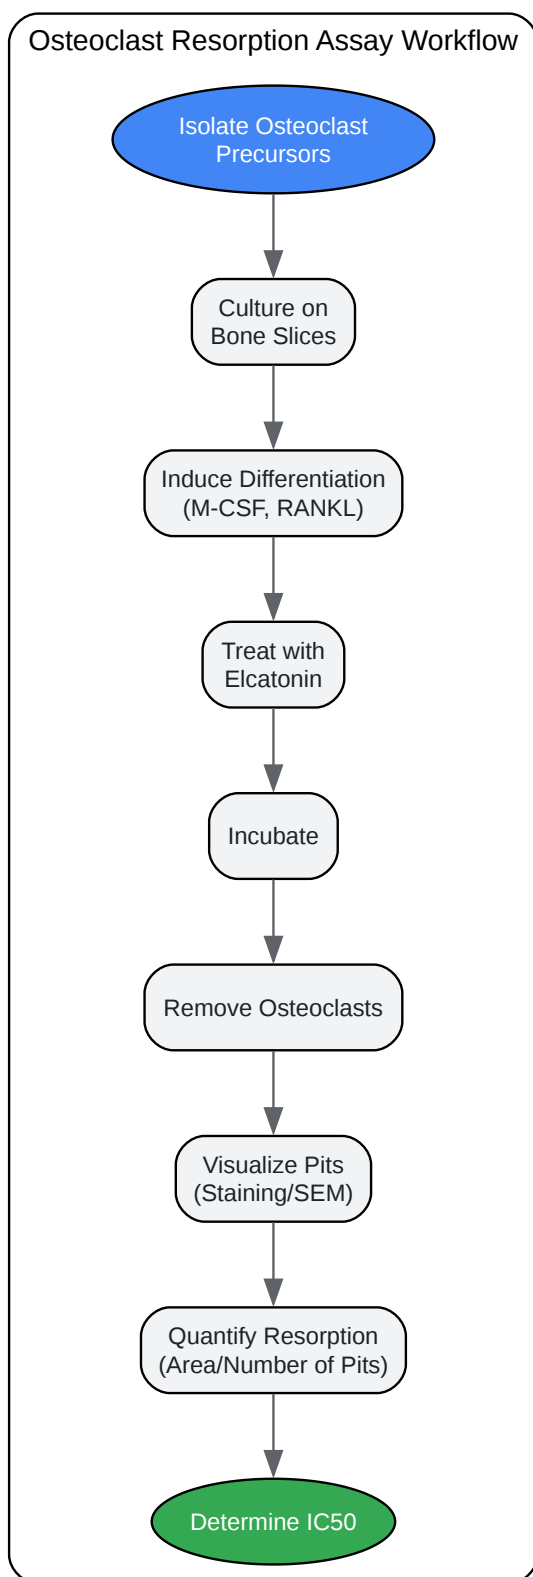 Osteoclast Resorption Assay Workflow
Isolate Osteoclast
Precursors
Culture on
Bone Slices
Induce Differentiation
(M-CSF, RANKL)
Treat with
Elcatonin
Incubate
Remove Osteoclasts
Visualize Pits
(Staining/SEM)
Quantify Resorption
(Area/Number of Pits)
Determine IC50